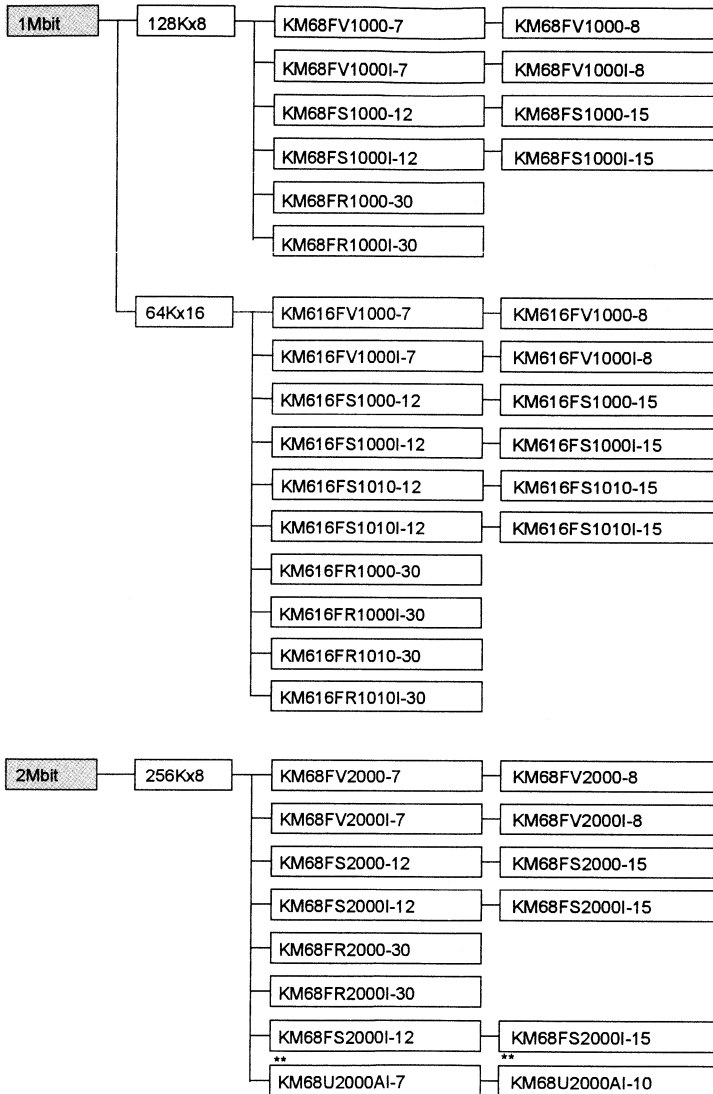 1Mbit 128Kx8 KM68FV1000-7 KM68FV1000-8
KM68FV1000I-7 KM68FV1000I-8
KM68FS1000-12 KM68FS1000-15
KM68FS1000I-12 KM68FS1000I-15
KM68FR1000-30
KM68FR1000I-30
64Kx16 KM616FV1000-7 KM616FV1000-8
KM616FV1000I-7 KM616FV1000I-8
KM616FS1000-12 KM616FS1000-15
KM616FS1000I-12 KM616FS1000I-15
KM616FS1010-12 KM616FS1010-15
KM616FS1010I-12 KM616FS1010I-15
KM616FR1000-30
KM616FR1000I-30
KM616FR1010-30
KM616FR1010I-30
2Mbit 256Kx8 KM68FV2000-7 KM68FV2000-8
KM68FV2000I-7 KM68FV2000I-8
KM68FS2000-12 KM68FS2000-15
KM68FS2000I-12 KM68FS2000I-15
KM68FR2000-30
KM68FR2000I-30
KM68FS2000I-12 KM68FS2000I-15
** **
KM68U2000AI-7 KM68U2000AI-10